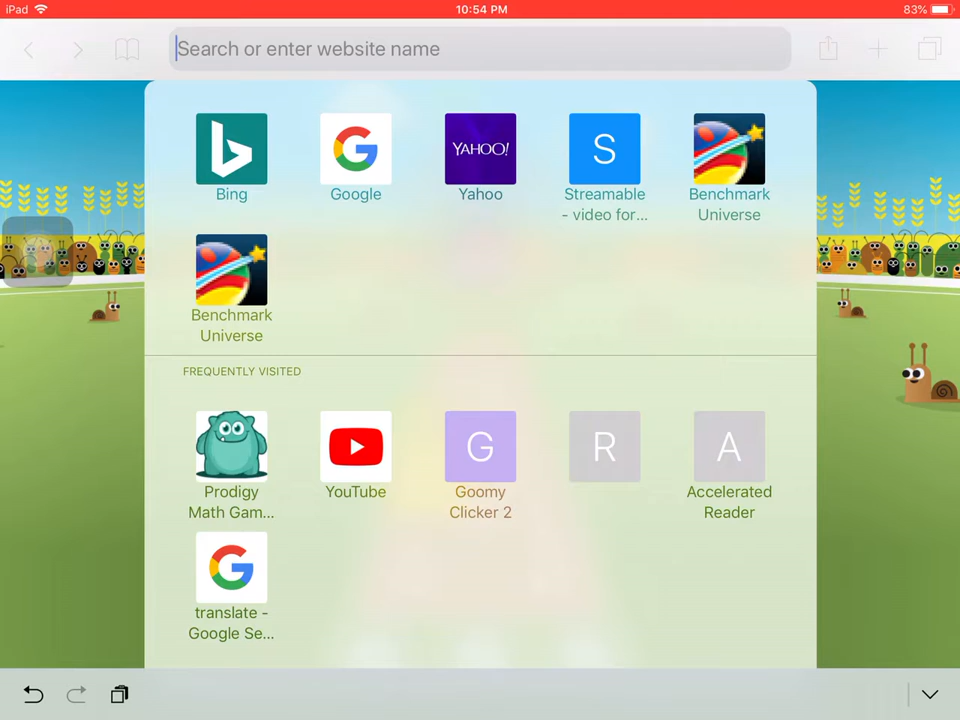 iPad 10:54 PM 83%
Search or enter website name
b G YAHOO! S
Bing Google Yahoo Streamable Benchmark
- video for... Universe
Benchmark
Universe
FREQUENTLY VISITED
G R A
Prodigy YouTube Goomy Accelerated
Math Gam... Clicker 2 Reader
G
translate -
Google Se...